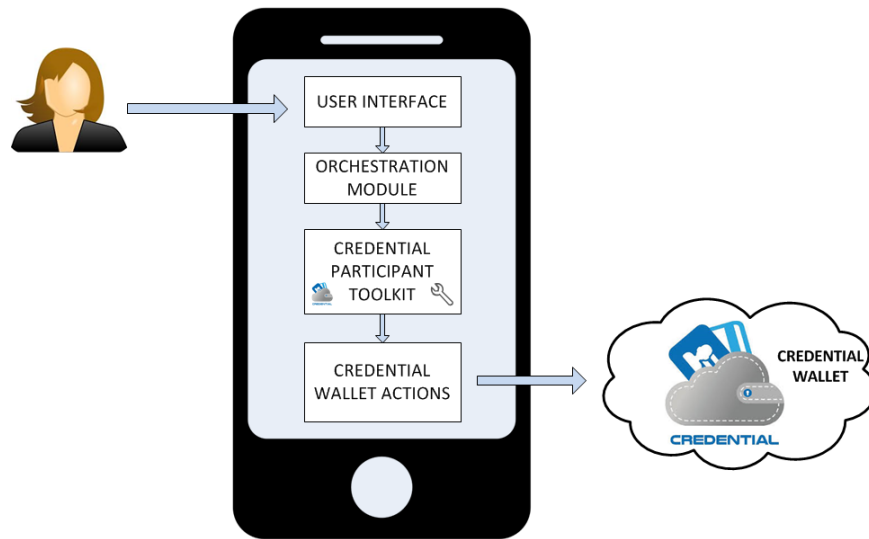 USER INTERFACE
ORCHESTRATION
MODULE
CREDENTIAL
PARTICIPANT
TOOLKIT
CREDENTIAL
WALLET ACTIONS
CREDENTIAL
WALLET
CREDENTIAL